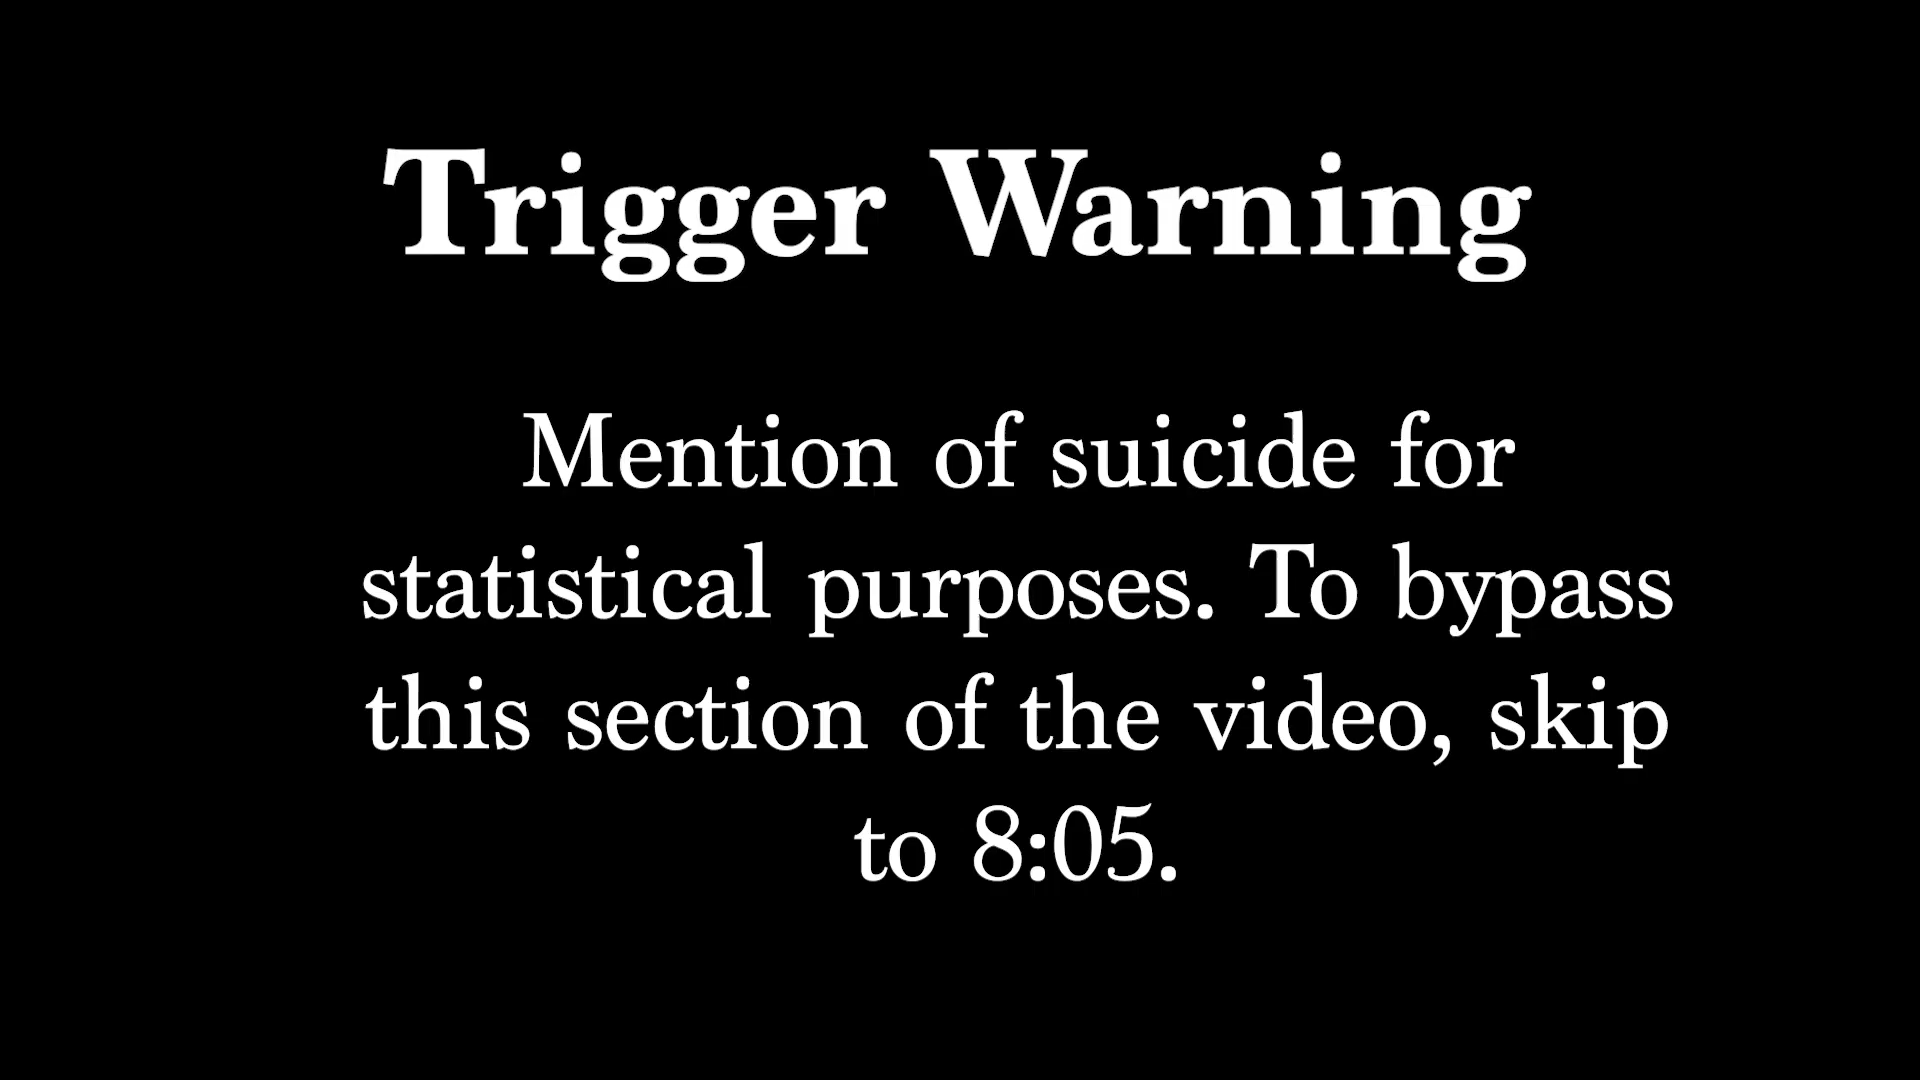 Trigger Warning
Mention of suicide for
statistical purposes. To bypass
this section of the video, skip
to 8:05.